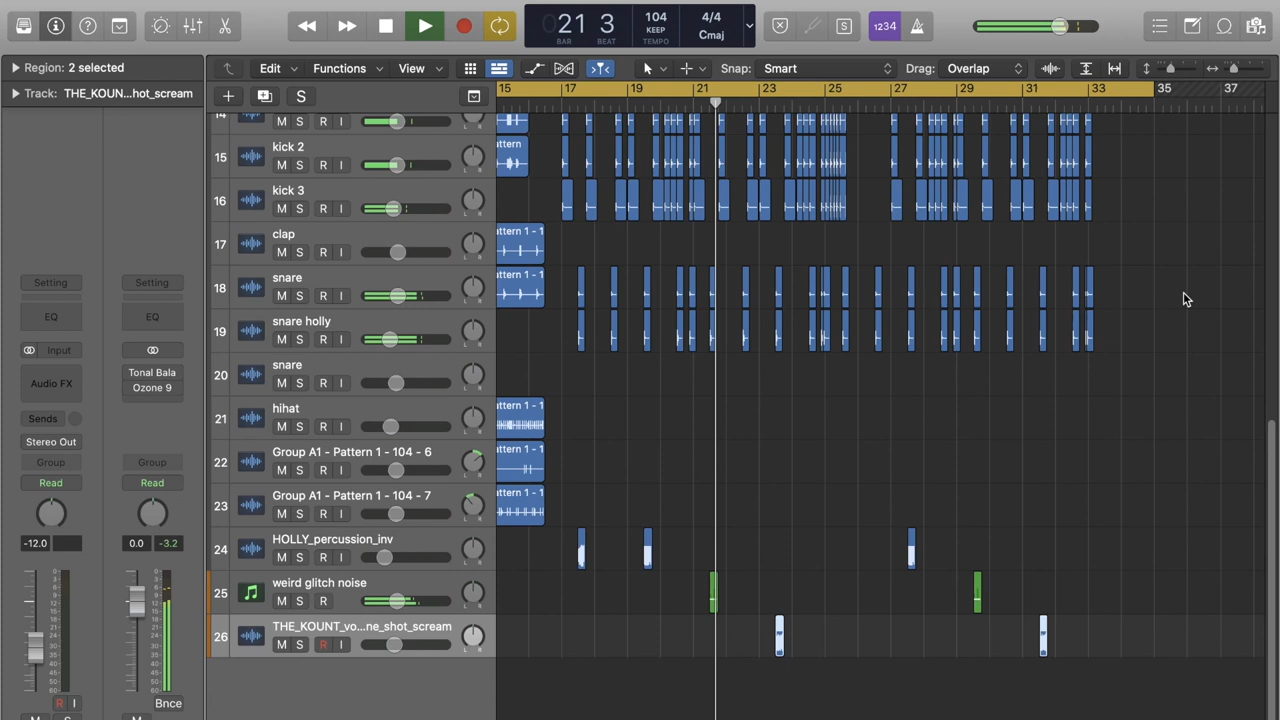 1234
21 3
BAR BEAT
104
KEEP
TEMPO
4/4
Cmaj
Region: 2 selected
Track: THE_KOUN...hot_scream
Edit
Functions
View
Snap: Smart
Drag: Overlap
S
15 17 19 21 23 25 27 29 31 33 35 37
14
15 kick 2
M S R I
ttern
16 kick 3
M S R I
17 clap
M S R I
attern 1 - 1
18 snare
M S R I
attern 1 - 1
19 snare holly
M S R I
20 snare
M S R I
21 hihat
M S R I
attern 1 - 1
22 Group A1 - Pattern 1 - 104 - 6
M S R I
attern 1 - 1
23 Group A1 - Pattern 1 - 104 - 7
M S R I
attern 1 - 1
24 HOLLY_percussion_inv
M S R I
25 weird glitch noise
M S R
26 THE_KOUNT_vo...ne_shot_scream
M S R I
Setting Setting
EQ EQ
Input
Audio FX
Tonal Bala
Ozone 9
Sends
Stereo Out
Group Group
Read Read
-12.0 0.0 -3.2
R I Bnce
M S M